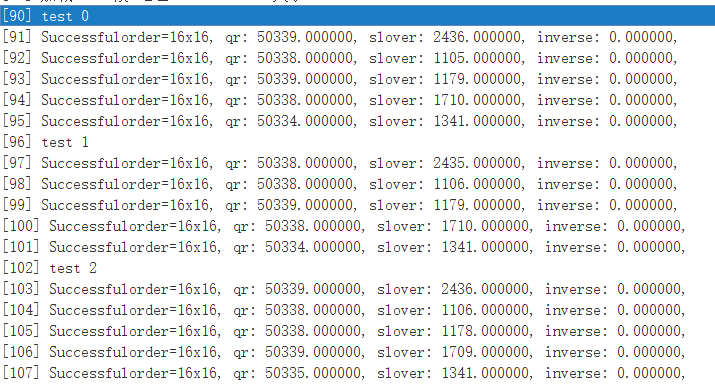 [90] test 0
[91] Successfulorder=16x16, qr: 50339.000000, slover: 2436.000000, inverse: 0.000000,
[92] Successfulorder=16x16, qr: 50338.000000, slover: 1105.000000, inverse: 0.000000,
[93] Successfulorder=16x16, qr: 50339.000000, slover: 1179.000000, inverse: 0.000000,
[94] Successfulorder=16x16, qr: 50338.000000, slover: 1710.000000, inverse: 0.000000,
[95] Successfulorder=16x16, qr: 50334.000000, slover: 1341.000000, inverse: 0.000000,
[96] test 1
[97] Successfulorder=16x16, qr: 50338.000000, slover: 2435.000000, inverse: 0.000000,
[98] Successfulorder=16x16, qr: 50338.000000, slover: 1106.000000, inverse: 0.000000,
[99] Successfulorder=16x16, qr: 50339.000000, slover: 1179.000000, inverse: 0.000000,
[100] Successfulorder=16x16, qr: 50338.000000, slover: 1710.000000, inverse: 0.000000,
[101] Successfulorder=16x16, qr: 50334.000000, slover: 1341.000000, inverse: 0.000000,
[102] test 2
[103] Successfulorder=16x16, qr: 50339.000000, slover: 2436.000000, inverse: 0.000000,
[104] Successfulorder=16x16, qr: 50338.000000, slover: 1106.000000, inverse: 0.000000,
[105] Successfulorder=16x16, qr: 50338.000000, slover: 1178.000000, inverse: 0.000000,
[106] Successfulorder=16x16, qr: 50339.000000, slover: 1709.000000, inverse: 0.000000,
[107] Successfulorder=16x16, qr: 50335.000000, slover: 1341.000000, inverse: 0.000000,